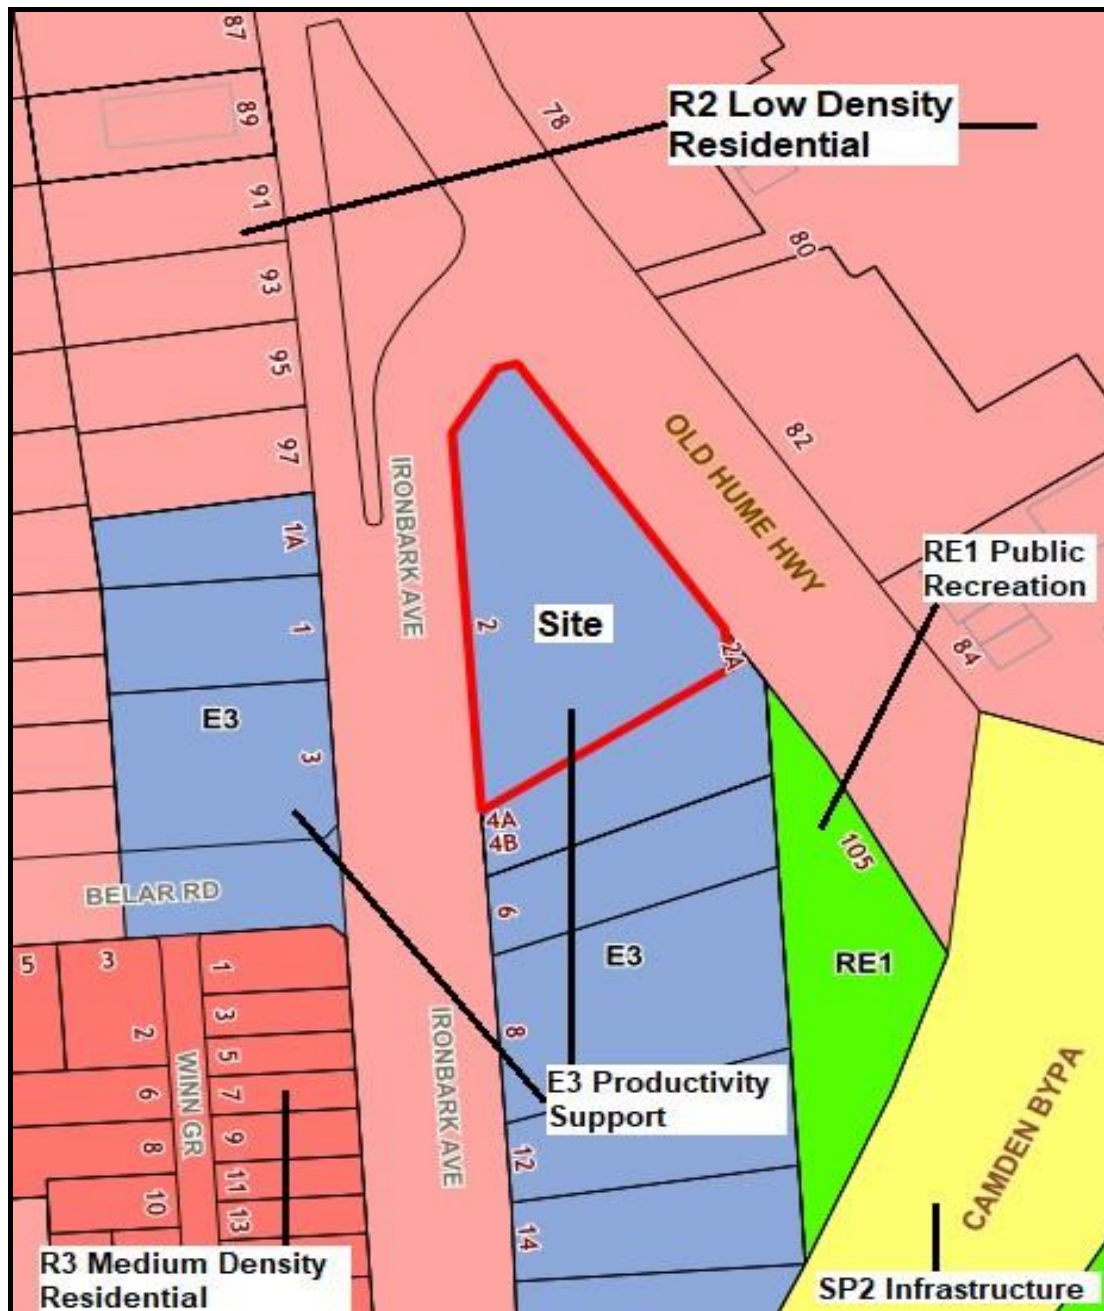 87
89
78
R2 Low Density
Residential
91
80
93
95
82
97
OLD HUME HWY
IRONBARK AVE
1A
RE1 Public
Recreation
1
2
Site
2A
84
E3
3
4A
4B
105
BELAR RD
6
E3
RE1
5
3
1
2
3
8
IRONBARK AVE
5
WINN GR
6
7
E3 Productivity
Support
CAMDEN BYPA
8
9
12
10
11
13
14
R3 Medium Density
Residential
SP2 Infrastructure